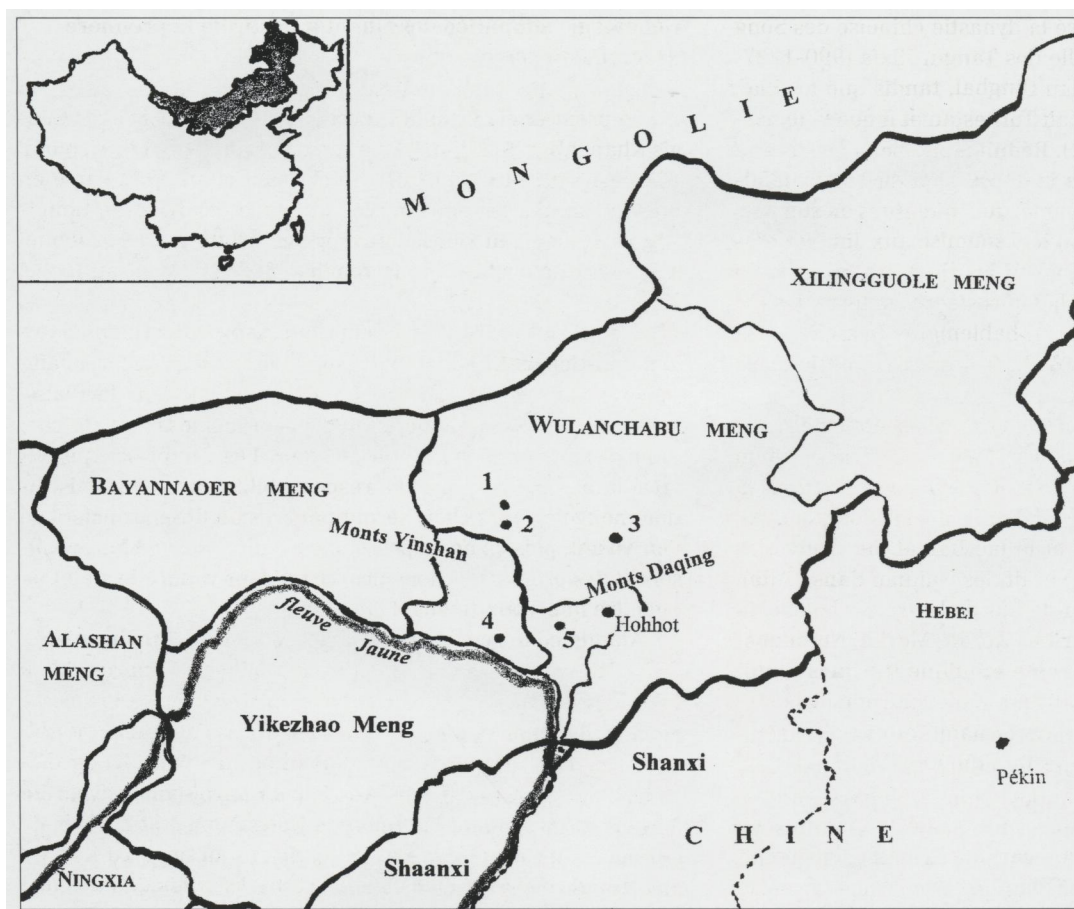 MONGOLIE
XILINGGUOLE MENG
WULANCHABU MENG
BAYANNAOER MENG
1
2
3
Monts Yinshan
Monts Daqing
HEBEI
fleuve
Jaune
4
5
Hohhot
ALASHAN
MENG
Yikezhao Meng
Shanxi
Pékin
CHINE
Shaanxi
NINGXIA